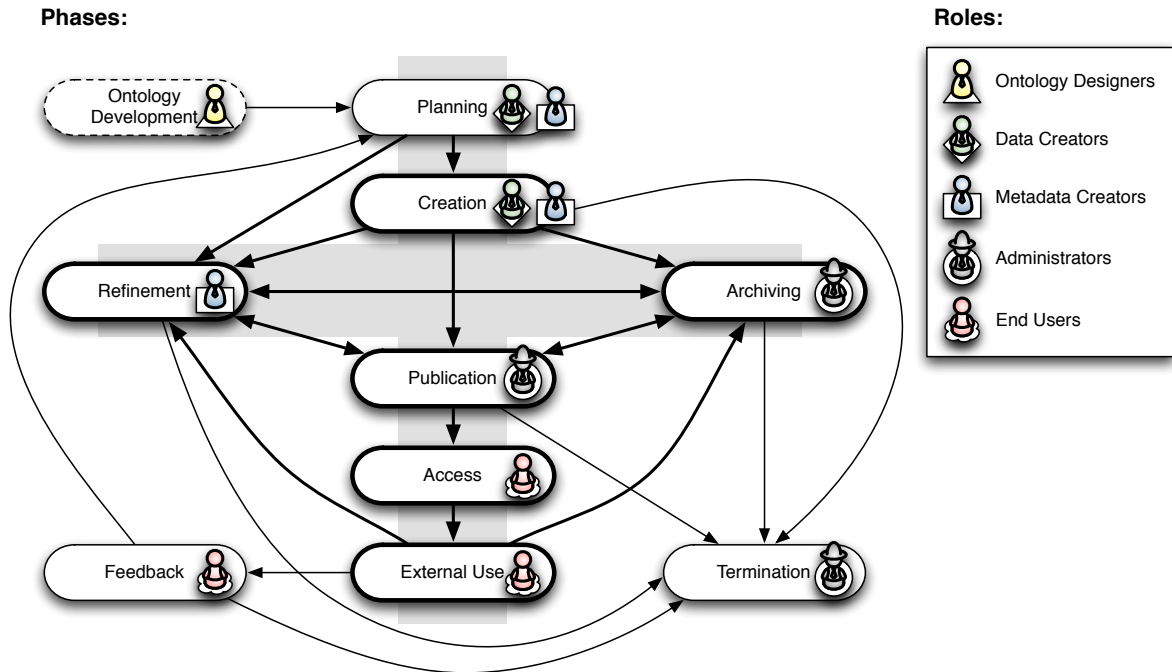 Phases:
Roles:
Ontology
Development
Planning
Creation
Refinement
Archiving
Publication
Access
Feedback
External Use
Termination
Ontology Designers
Data Creators
Metadata Creators
Administrators
End Users